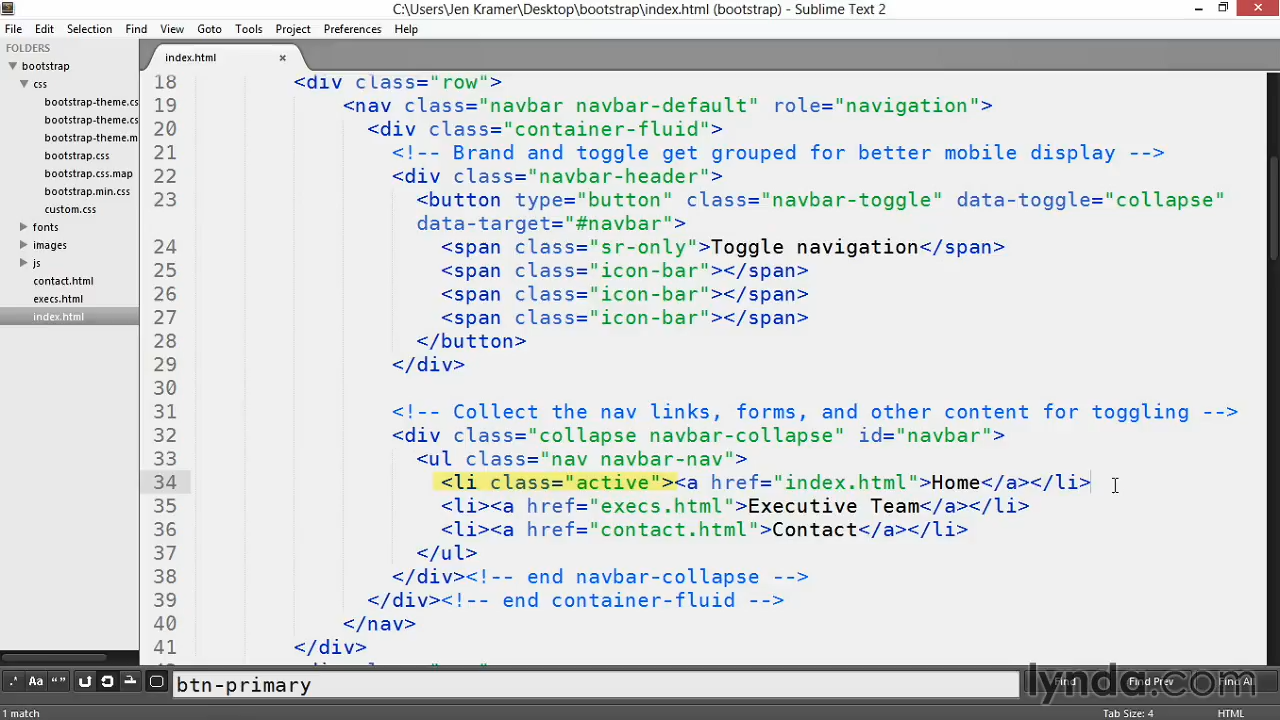 C:\Users\Jen Kramer\Desktop\bootstrap\index.html (bootstrap) - Sublime Text 2
File Edit Selection Find View Goto Tools Project Preferences Help
FOLDERS
bootstrap
css
bootstrap-theme.cs
bootstrap-theme.cs
bootstrap-theme.m
bootstrap.css
bootstrap.css.map
bootstrap.min.css
custom.css
fonts
images
js
contact.html
execs.html
index.html
index.html ×
18 <div class="row">
19 <nav class="navbar navbar-default" role="navigation">
20 <div class="container-fluid">
21 <!-- Brand and toggle get grouped for better mobile display -->
22 <div class="navbar-header">
23 <button type="button" class="navbar-toggle" data-toggle="collapse"
data-target="#navbar">
24 <span class="sr-only">Toggle navigation</span>
25 <span class="icon-bar"></span>
26 <span class="icon-bar"></span>
27 <span class="icon-bar"></span>
28 </button>
29 </div>
30
31 <!-- Collect the nav links, forms, and other content for toggling -->
32 <div class="collapse navbar-collapse" id="navbar">
33 <ul class="nav navbar-nav">
34 <li class="active"><a href="index.html">Home</a></li>
35 <li><a href="execs.html">Executive Team</a></li>
36 <li><a href="contact.html">Contact</a></li>
37 </ul>
38 </div><!-- end navbar-collapse -->
39 </div><!-- end container-fluid -->
40 </nav>
41 </div>
.* Aa “” btn-primary Find Find Prev Find All
lynda.com
1 match Tab Size: 4 HTML